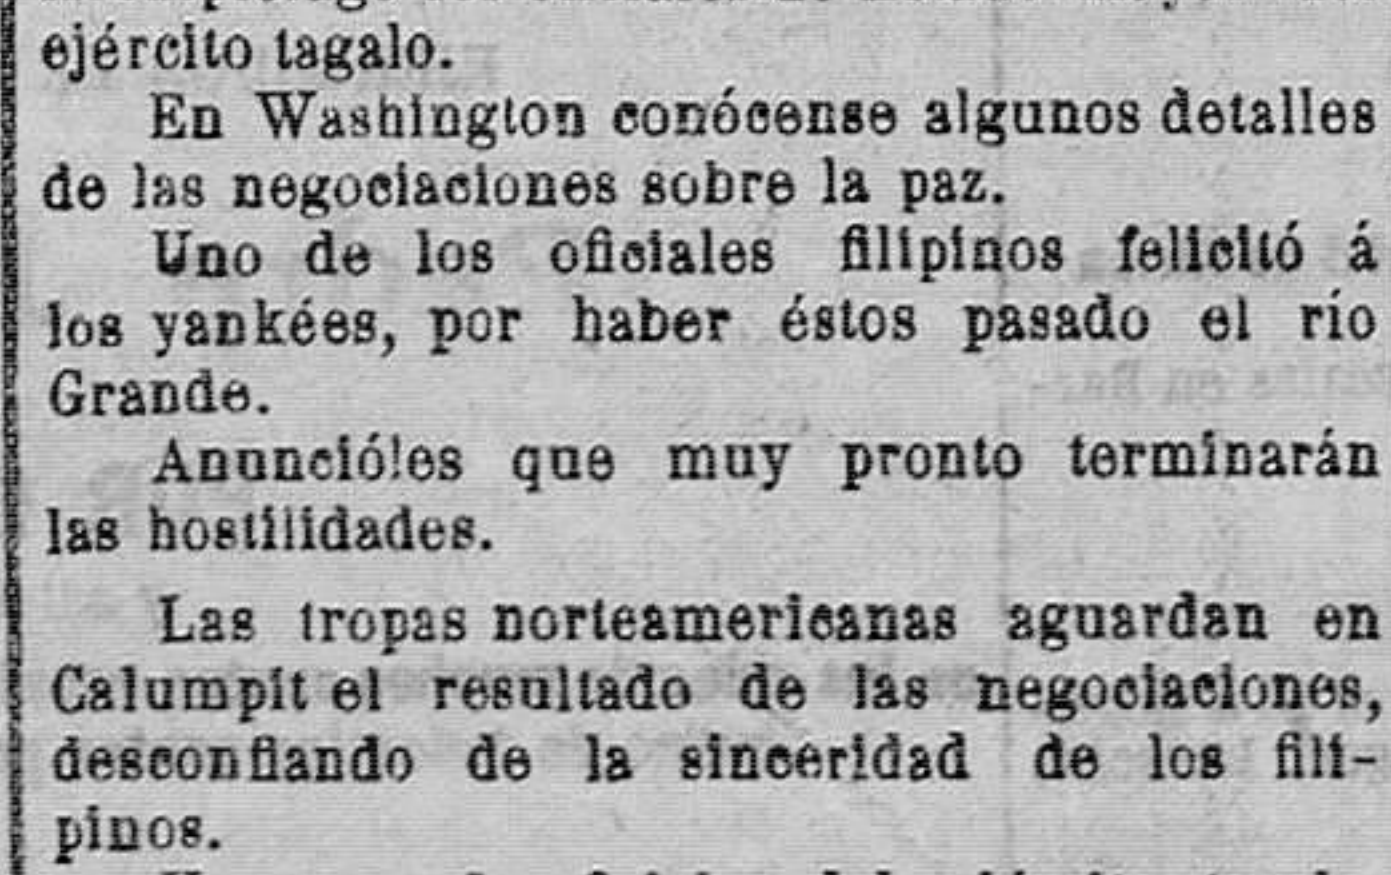 ejército tagalo.
En Washington conócense algunos detalles
de las negociaciones sobre la paz.
Uno de los oficiales filipinos felicitó á
los yankées, por haber éstos pasado el río
Grande.
Anuncióles que muy pronto terminarán
las hostilidades.
Las tropas norteamericanas aguardan en
Calumpit el resultado de las negociaciones,
desconfiando de la sinceridad de los fili-
pinos.